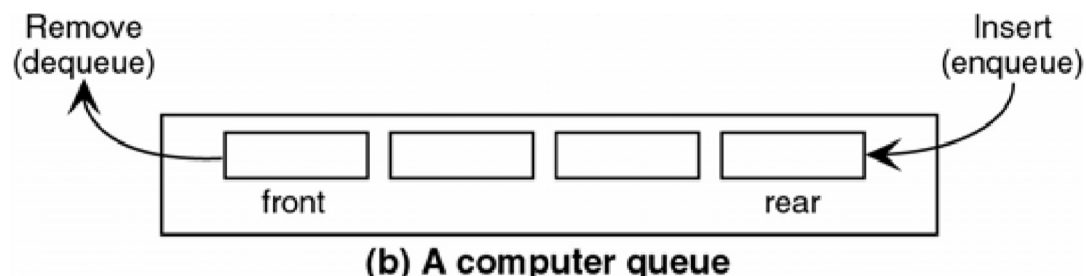 Remove
(dequeue)
Insert
(enqueue)
front
rear
(b) A computer queue